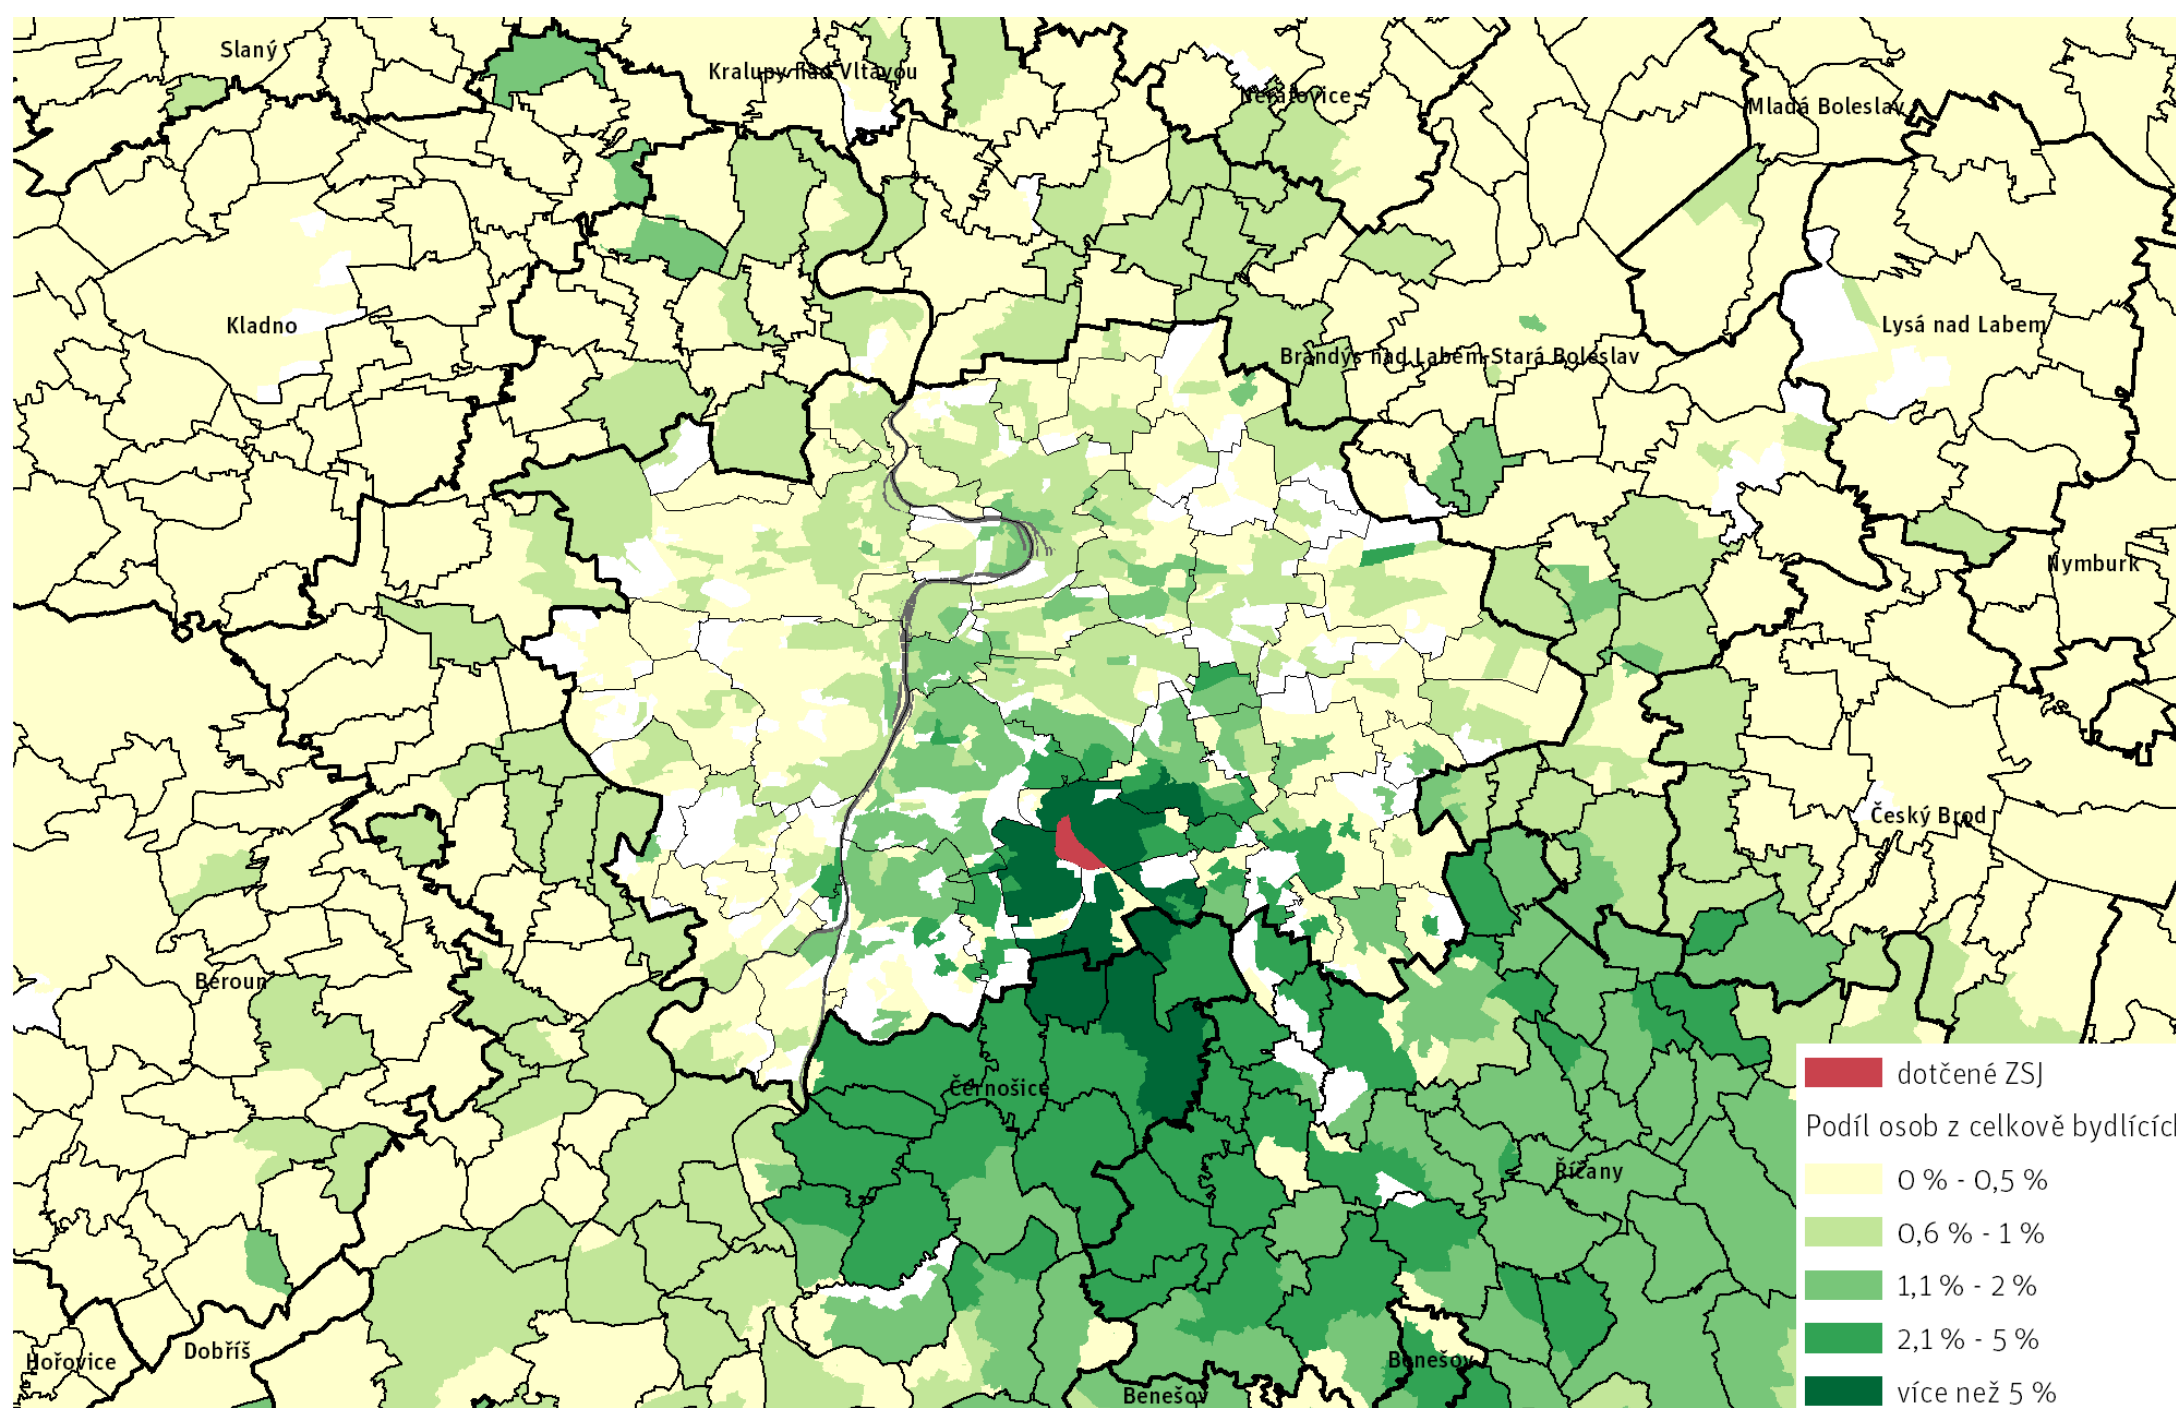 Slaný
Kralupy nad Vltavou
Neratovice
Mladá Boleslav
Kladno
Lysá nad Labem
Brandýs nad Labem-Stará Boleslav
Nymburk
Český Brod
Beroun
Černošice
Říčany
Hořovice
Dobříš
Benešov
Benešov
dotčené ZSJ
Podíl osob z celkově bydlících
0 % - 0,5 %
0,6 % - 1 %
1,1 % - 2 %
2,1 % - 5 %
více než 5 %